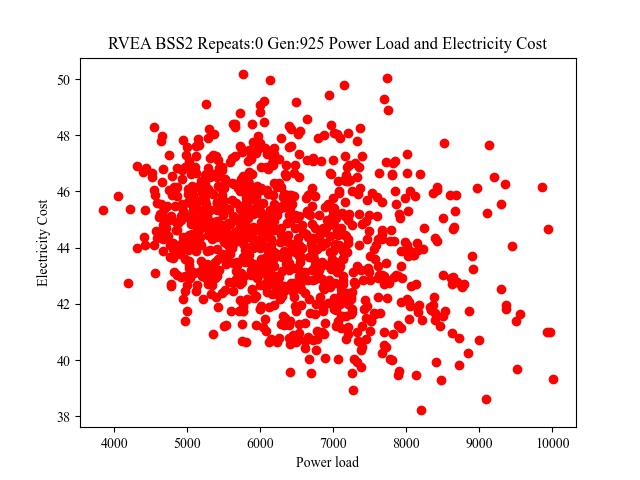 RVEA BSS2 Repeats:0 Gen:925 Power Load and Electricity Cost
50
48
46
44
42
40
38
Electricity Cost
4000 5000 6000 7000 8000 9000 10000
Power load